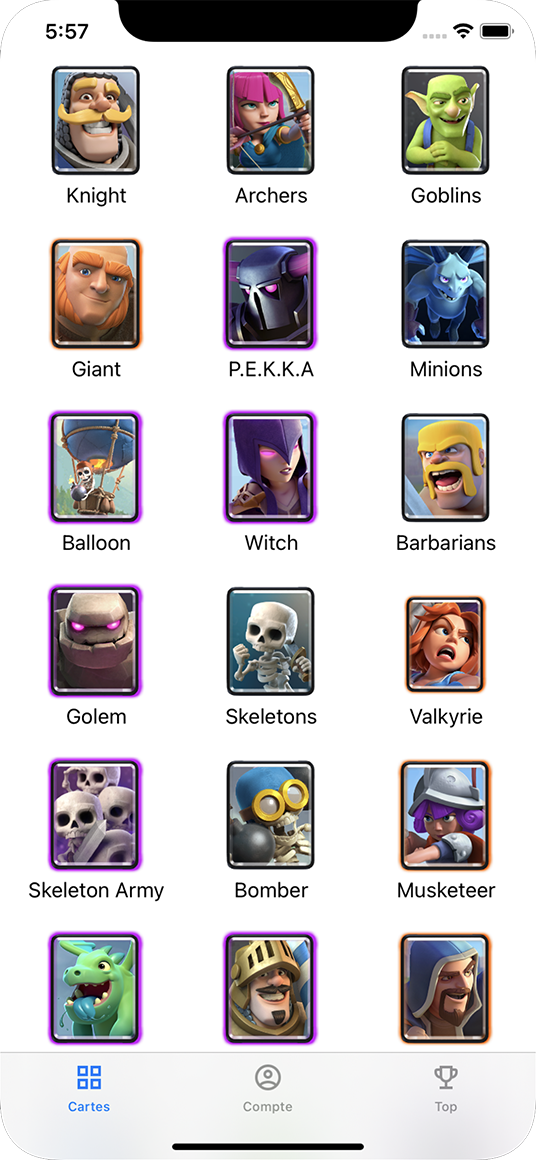 5:57
Knight Archers Goblins
Giant P.E.K.K.A Minions
Balloon Witch Barbarians
Golem Skeletons Valkyrie
Skeleton Army Bomber Musketeer
Cartes Compte Top